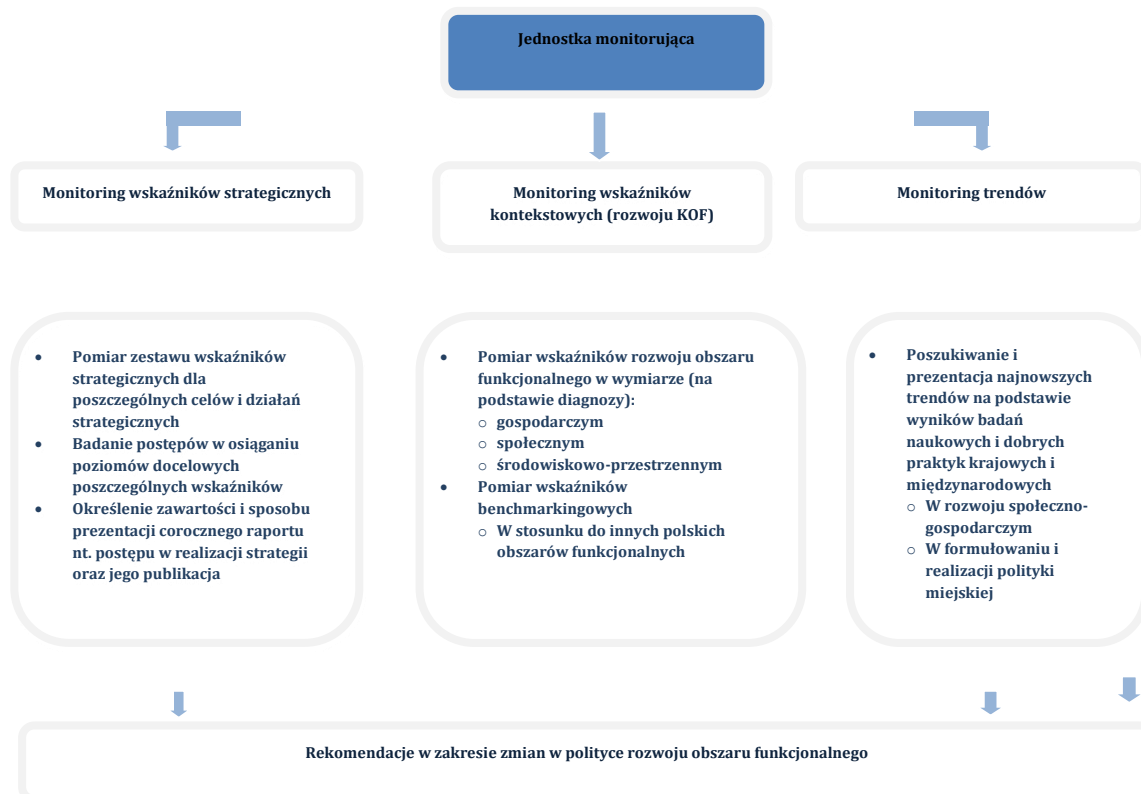 Jednostka monitorująca
Monitoring wskaźników strategicznych
Monitoring wskaźników
kontekstowych (rozwoju KOF)
Monitoring trendów
• Pomiar zestawu wskaźników
strategicznych dla
poszczególnych celów i działań
strategicznych
• Badanie postępów w osiąganiu
poziomów docelowych
poszczególnych wskaźników
• Określenie zawartości i sposobu
prezentacji corocznego raportu
nt. postępu w realizacji strategii
oraz jego publikacja
• Pomiar wskaźników rozwoju obszaru
funkcjonalnego w wymiarze (na
podstawie diagnozy):
○ gospodarczym
○ społecznym
○ środowiskowo-przestrzennym
• Pomiar wskaźników
benchmarkingowych
○ W stosunku do innych polskich
obszarów funkcjonalnych
• Poszukiwanie i
prezentacja najnowszych
trendów na podstawie
wyników badań
naukowych i dobrych
praktyk krajowych i
międzynarodowych
○ W rozwoju społeczno-
gospodarczym
○ W formułowaniu i
realizacji polityki
miejskiej
Rekomendacje w zakresie zmian w polityce rozwoju obszaru funkcjonalnego